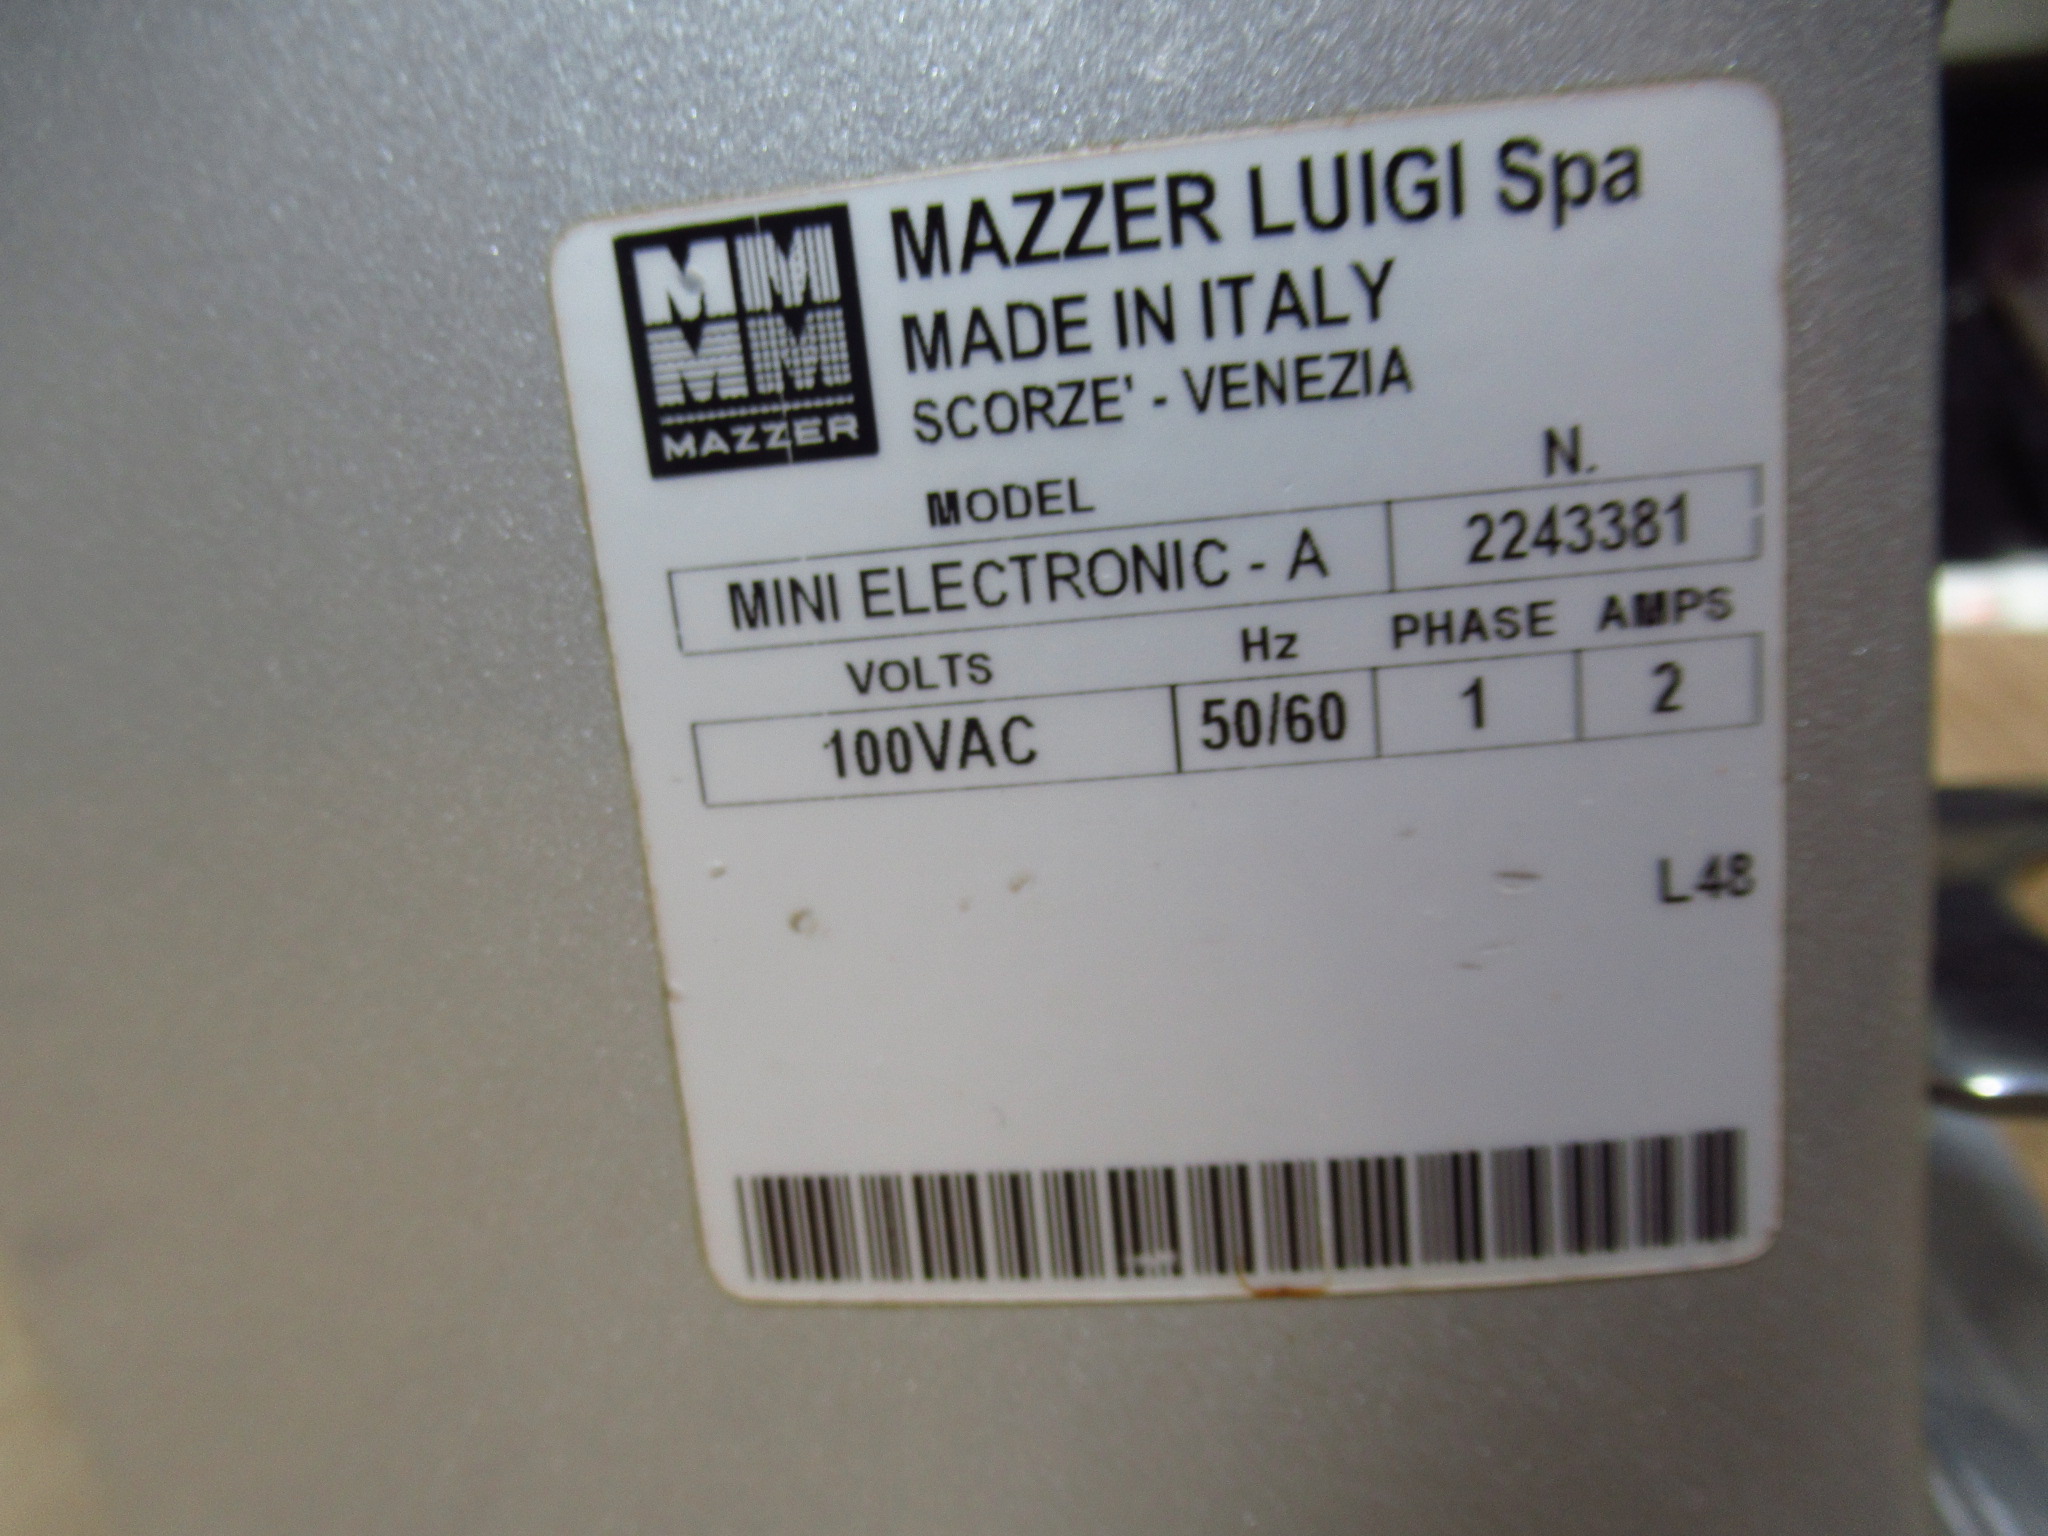 MAZZER LUIGI Spa
MADE IN ITALY
SCORZE' - VENEZIA
MAZZER
MODEL N.
MINI ELECTRONIC - A 2243381
VOLTS Hz PHASE AMPS
100VAC 50/60 1 2
L48